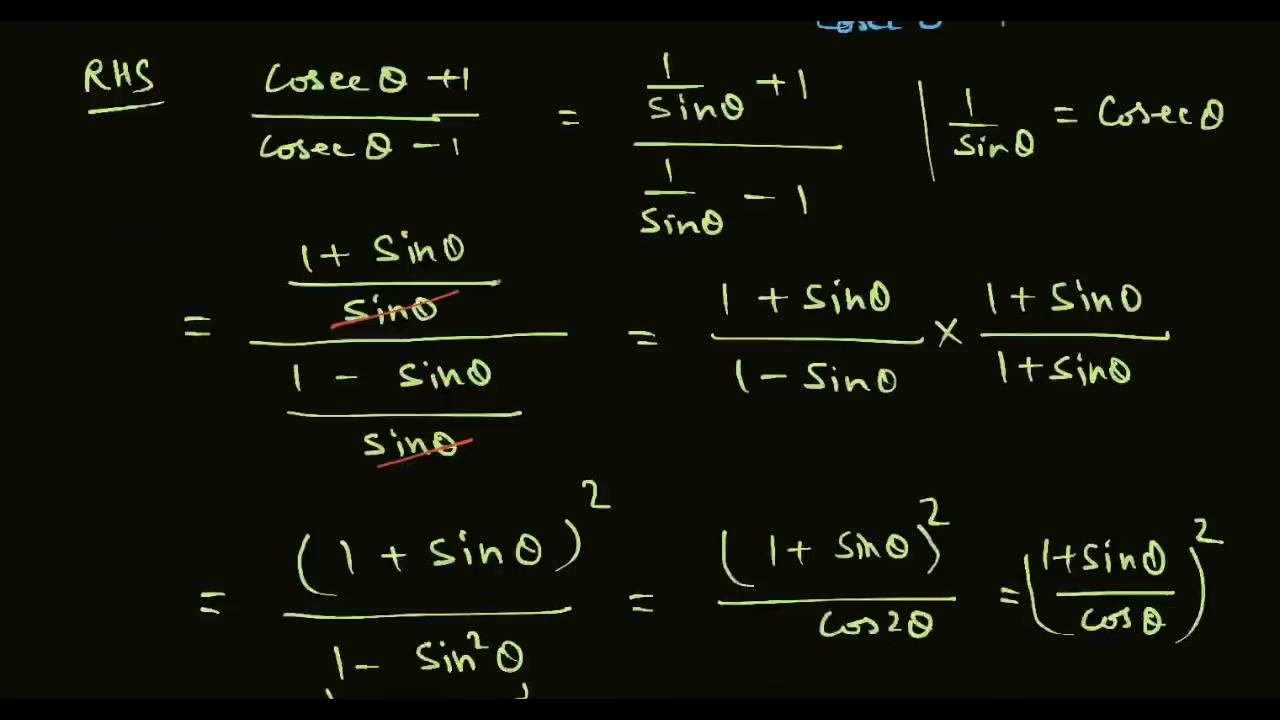 RHS (cosec θ + 1)/(cosec θ - 1) = (1/sinθ + 1)/(1/sinθ - 1) | 1/sinθ = cosec θ
= ((1 + sinθ)/sinθ)/((1 - sinθ)/sinθ) = (1 + sinθ)/(1 - sinθ) × (1 + sinθ)/(1 + sinθ)
= (1 + sinθ)²/(1 - sin²θ) = (1 + sinθ)²/cos2θ = ((1 + sinθ)/cosθ)²